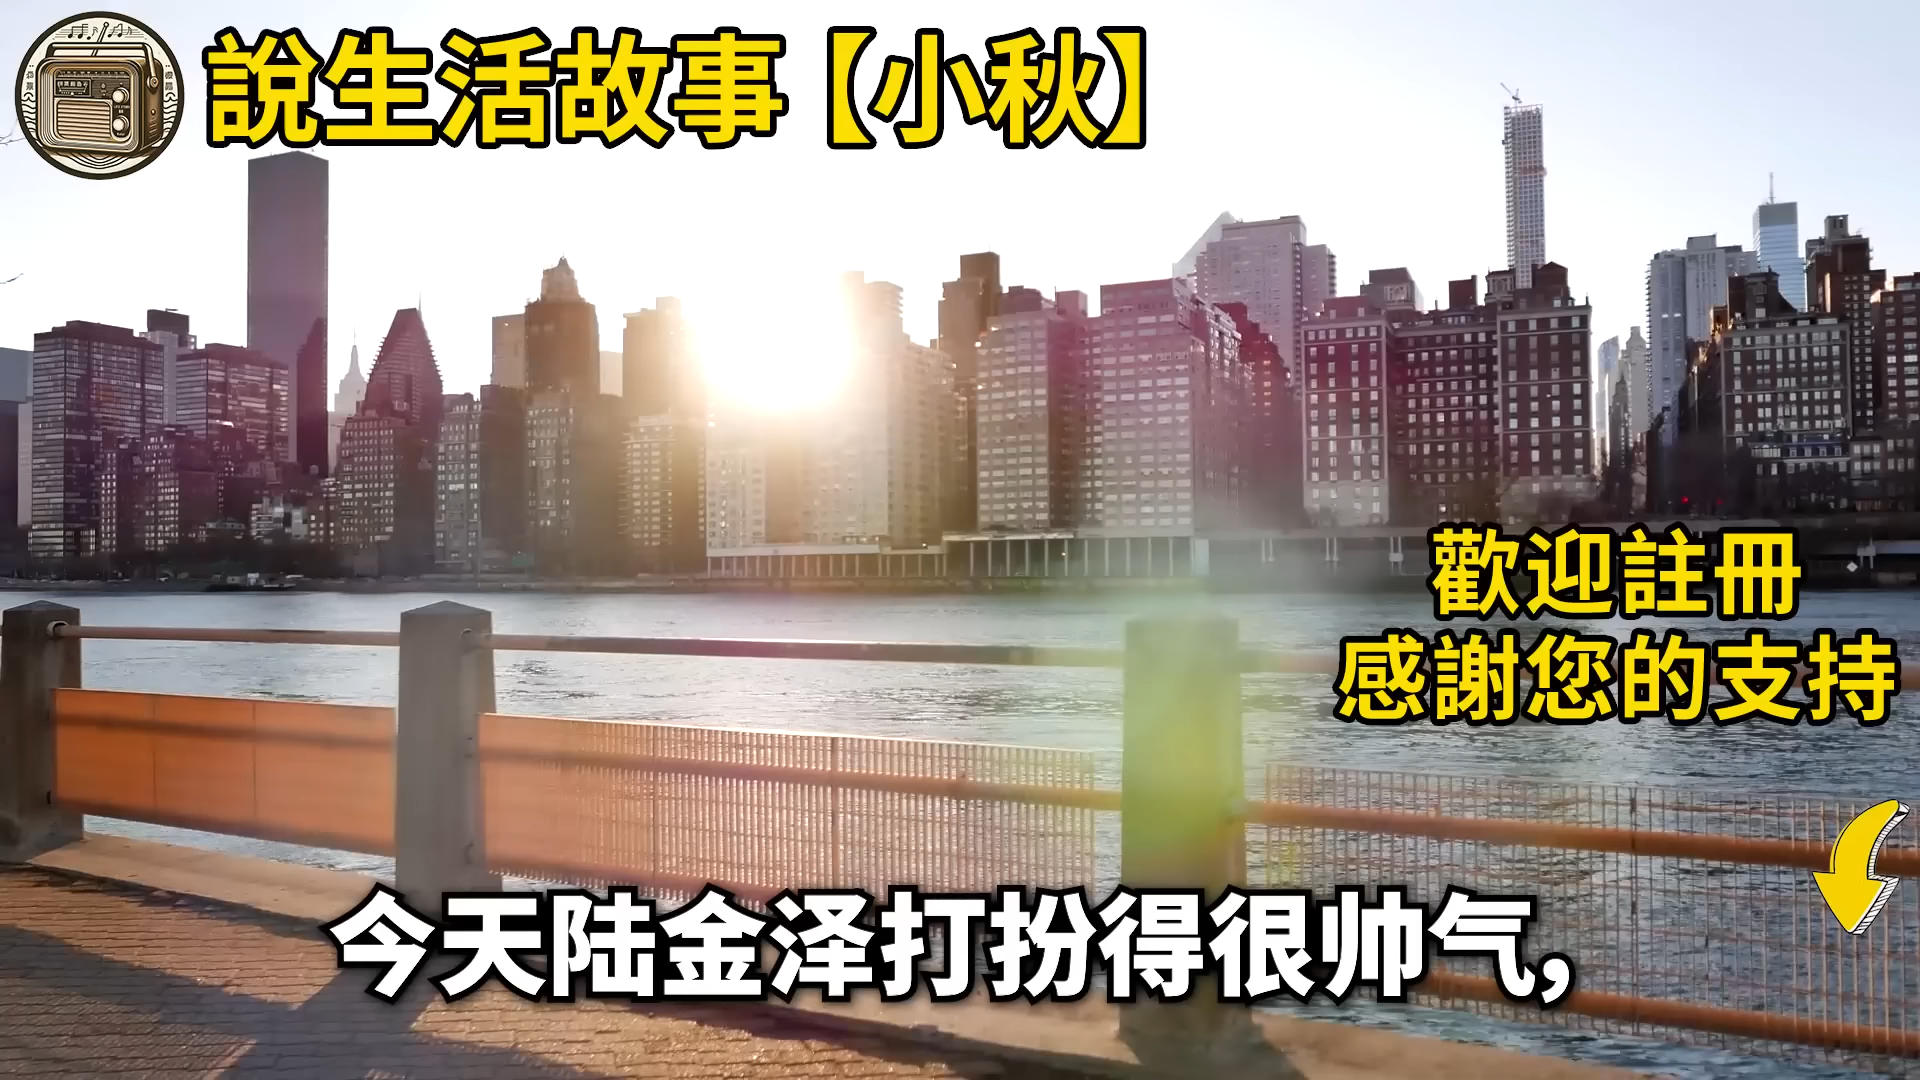 說生活故事【小秋】
歡迎註冊
感謝您的支持
今天陆金泽打扮得很帅气,